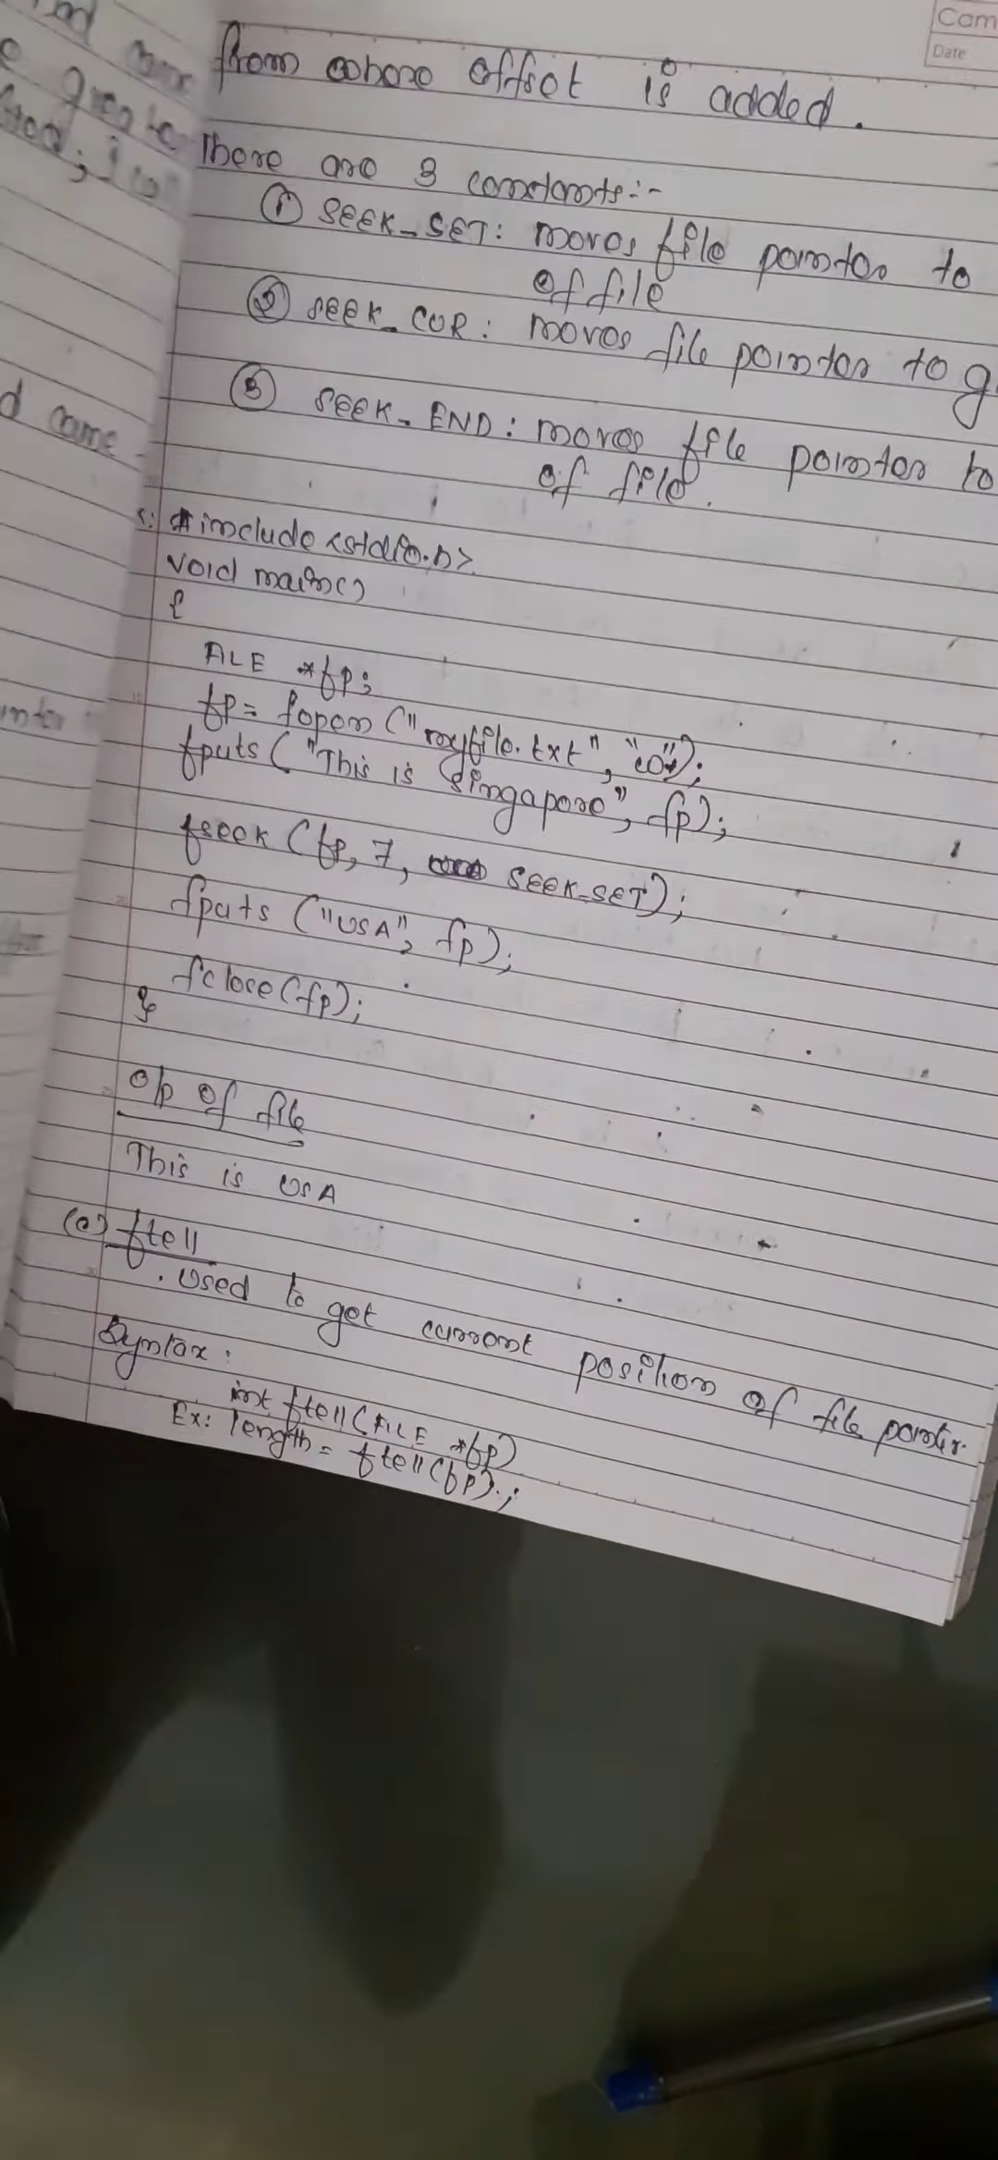 Cam
Date
from where offset is added.
There are 3 constants:-
① SEEK_SET: moves file pointer to
of file
② SEEK_CUR: moves file pointer to g
③ SEEK_END: moves file pointer to
of file.
s: #include <stdio.h>
void main()
{
FILE *fp;
fp= fopen ("myfile.txt", "w+");
fputs ("This is Singapore", fp);
fseek (fp, 7, SEEK_SET);
fputs ("USA", fp);
fclose(fp);
}
o/p of file
This is USA
(e) ftell
. Used to get current position of file pointer.
Syntax:
int ftell(FILE *fp)
Ex: length = ftell(fp);
d came
inter